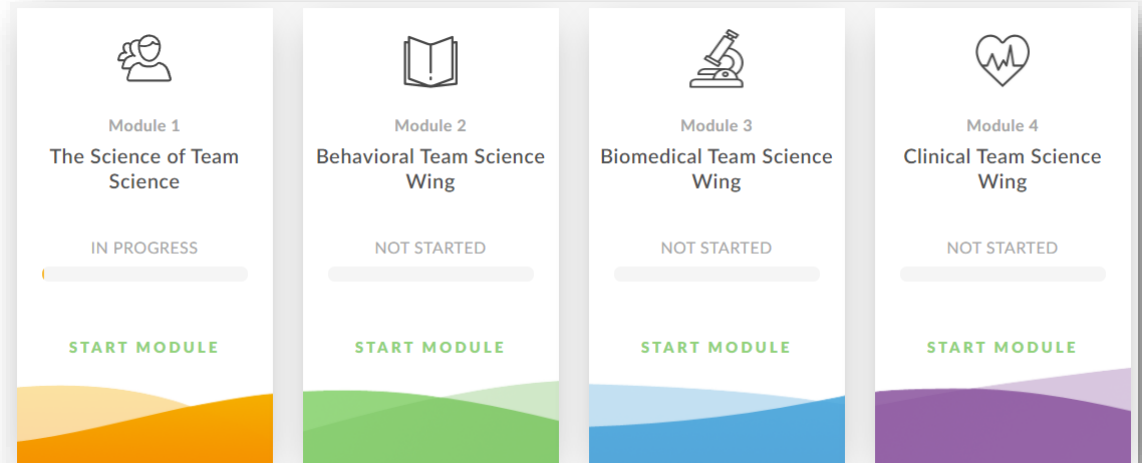 Module 1
The Science of Team
Science
IN PROGRESS
START MODULE
Module 2
Behavioral Team Science
Wing
NOT STARTED
START MODULE
Module 3
Biomedical Team Science
Wing
NOT STARTED
START MODULE
Module 4
Clinical Team Science
Wing
NOT STARTED
START MODULE